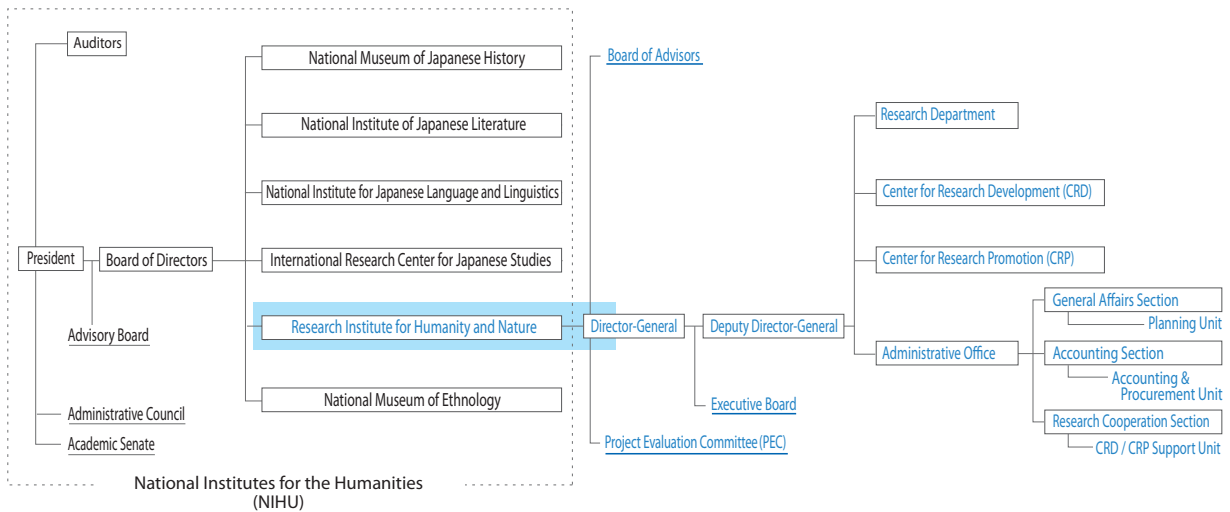 Auditors
National Museum of Japanese History
National Institute of Japanese Literature
National Institute for Japanese Language and Linguistics
President
Board of Directors
International Research Center for Japanese Studies
Advisory Board
Research Institute for Humanity and Nature
National Museum of Ethnology
Administrative Council
Academic Senate
National Institutes for the Humanities
(NIHU)
Board of Advisors
Director-General
Deputy Director-General
Executive Board
Project Evaluation Committee (PEC)
Research Department
Center for Research Development (CRD)
Center for Research Promotion (CRP)
Administrative Office
General Affairs Section
Planning Unit
Accounting Section
Accounting &
Procurement Unit
Research Cooperation Section
CRD / CRP Support Unit